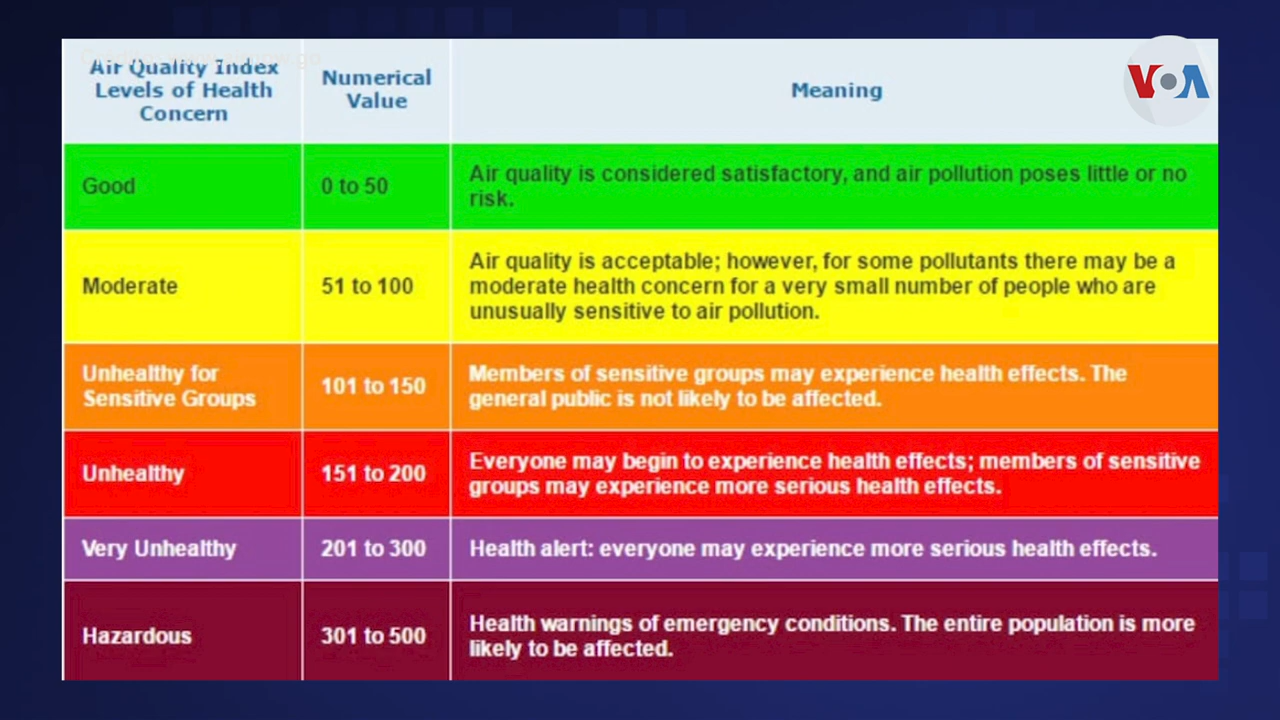 Air Quality Index
Levels of Health
Concern
Numerical
Value
Meaning
VOA
Good
0 to 50
Air quality is considered satisfactory, and air pollution poses little or no
risk.
Moderate
51 to 100
Air quality is acceptable; however, for some pollutants there may be a
moderate health concern for a very small number of people who are
unusually sensitive to air pollution.
Unhealthy for
Sensitive Groups
101 to 150
Members of sensitive groups may experience health effects. The
general public is not likely to be affected.
Unhealthy
151 to 200
Everyone may begin to experience health effects; members of sensitive
groups may experience more serious health effects.
Very Unhealthy
201 to 300
Health alert: everyone may experience more serious health effects.
Hazardous
301 to 500
Health warnings of emergency conditions. The entire population is more
likely to be affected.